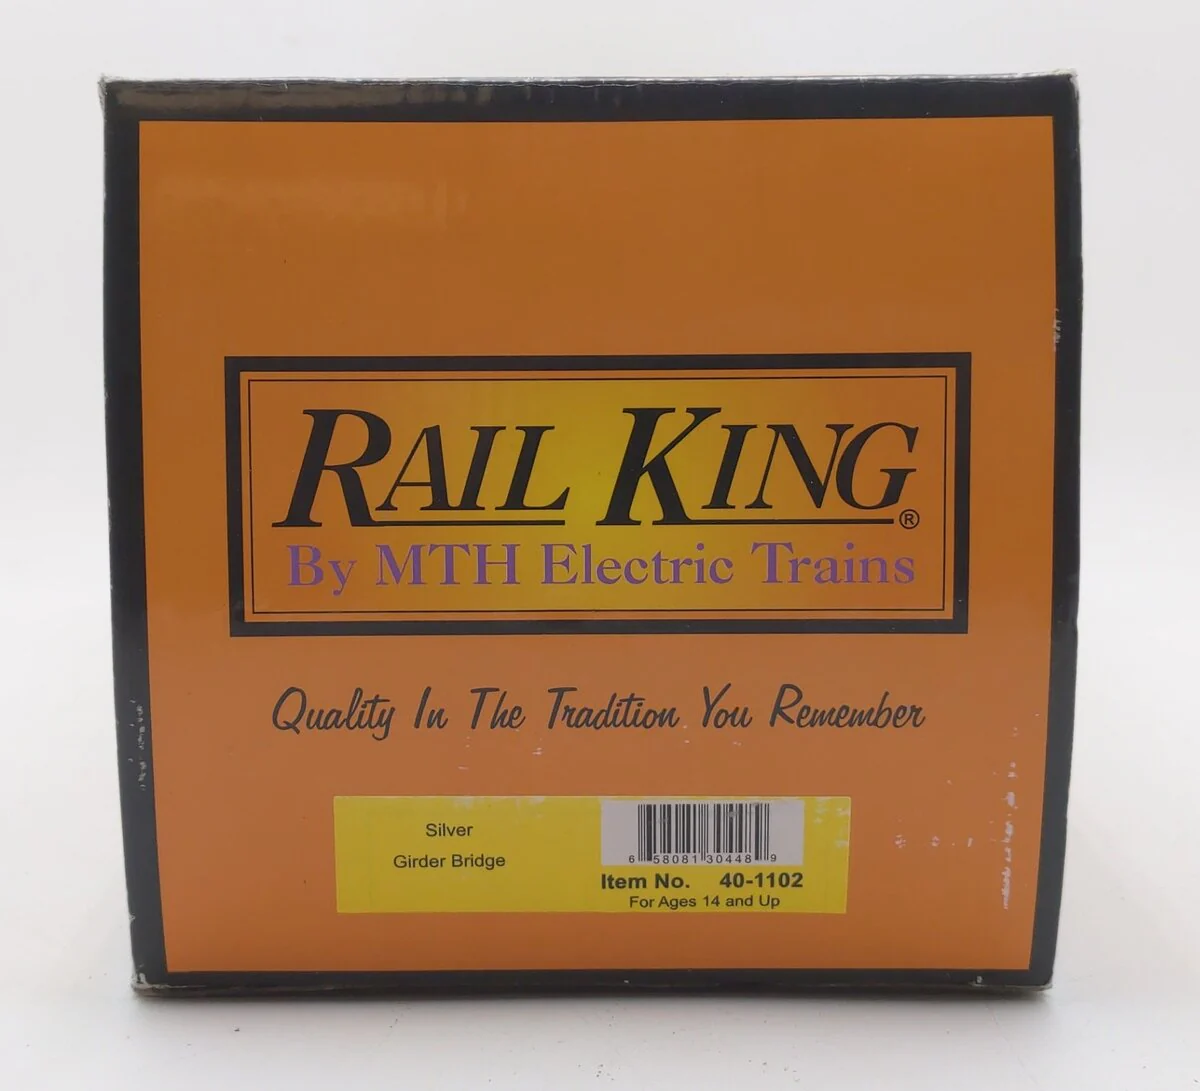 RAIL KING®
By MTH Electric Trains
Quality In The Tradition You Remember
Silver
Girder Bridge
6 58081 30448 9
Item No. 40-1102
For Ages 14 and Up